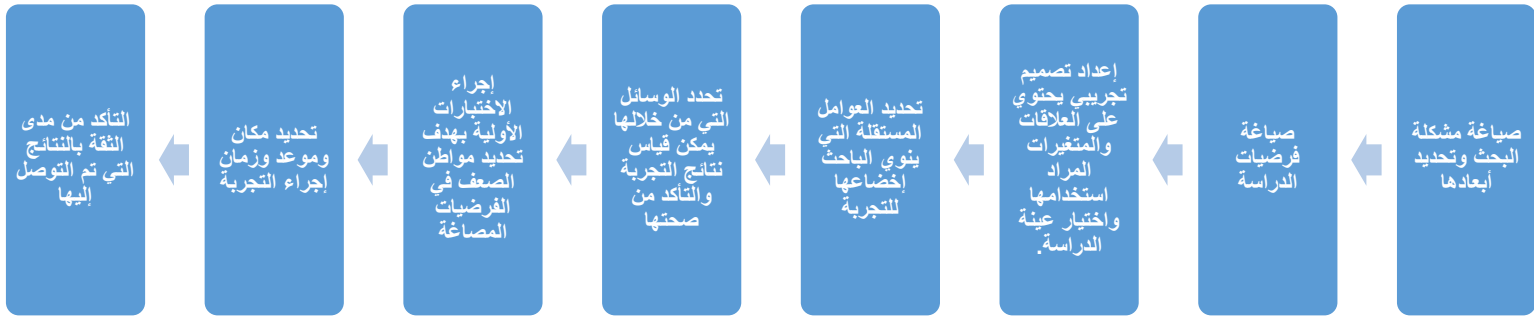 صياغة مشكلة
البحث وتحديد
أبعادها
صياغة
فرضيات
الدراسة
إعداد تصميم
تجريبي يحتوي
على العلاقات
والمتغيرات
المراد
استخدامها
واختيار عينة
الدراسة.
تحديد العوامل
المستقلة التي
ينوي الباحث
إخضاعها
للتجربة
تحدد الوسائل
التي من خلالها
يمكن قياس
نتائج التجربة
والتأكد من
صحتها
إجراء
الاختبارات
الأولية بهدف
تحديد مواطن
الصعف في
الفرضيات
المصاغة
تحديد مكان
وموعد وزمان
إجراء التجربة
التأكد من مدى
الثقة بالنتائج
التي تم التوصل
إليها